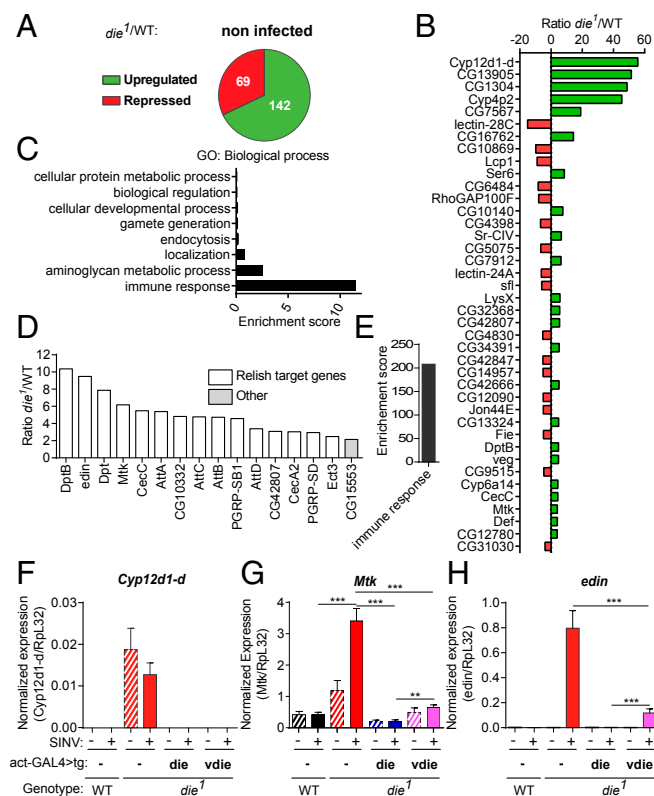 A
die¹/WT:
non infected
Upregulated
Repressed
69
142
B
Ratio die¹/WT
-20 0 20 40 60
Cyp12d1-d
CG13905
CG1304
Cyp4p2
CG7567
lectin-28C
CG16762
CG10869
Lcp1
Ser6
CG6484
RhoGAP100F
CG10140
CG4398
Sr-CIV
CG5075
CG7912
lectin-24A
sfl
LysX
CG32368
CG42807
CG4830
CG34391
CG42847
CG14957
CG42666
CG12090
Jon44E
CG13324
Fie
DptB
veg
CG9515
Cyp6a14
CecC
Mtk
Def
CG12780
CG31030
C
GO: Biological process
cellular protein metabolic process
biological regulation
cellular developmental process
gamete generation
endocytosis
localization
aminoglycan metabolic process
immune response
0 5 10
Enrichment score
D
Ratio die¹/WT
12
10
8
6
4
2
0
Relish target genes
Other
DptB
edin
Dpt
Mtk
CecC
AttA
CG10332
AttC
AttB
PGRP-SB1
AttD
CG42807
CecA2
PGRP-SD
Ect3
CG15553
E
Enrichment score
250
200
150
100
50
0
immune response
F
Cyp12d1-d
Normalized expression
(Cyp12d1-d/RpL32)
0.03
0.02
0.01
0.00
- + - + - + - +
G
Mtk
Normalized Expression
(Mtk/RpL32)
4
3
2
1
0
***
***
***
**
- + - + - + - +
H
edin
Normalized expression
(edin/RpL32)
1.0
0.8
0.6
0.4
0.2
0.0
***
***
- + - + - + - +
SINV:
act-GAL4>tg: - - die vdie - - die vdie - - die vdie
Genotype: WT die¹ WT die¹ WT die¹